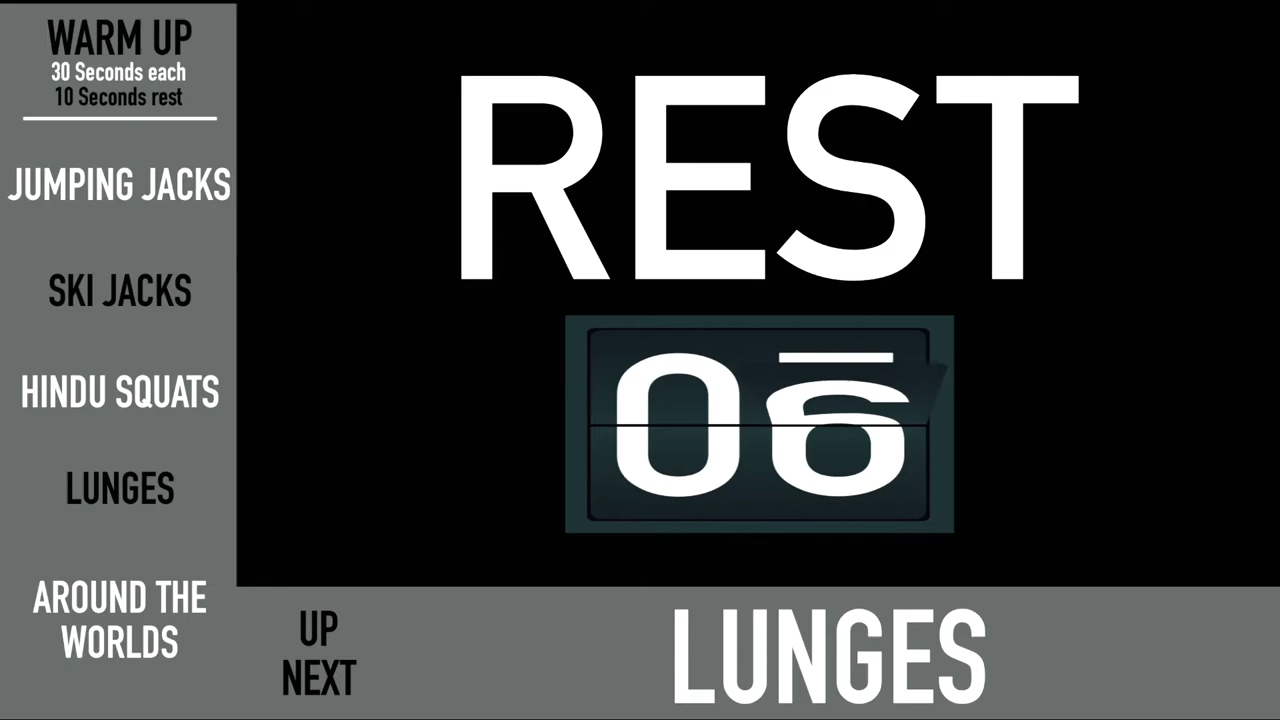 WARM UP
30 Seconds each
10 Seconds rest
JUMPING JACKS
SKI JACKS
HINDU SQUATS
LUNGES
AROUND THE
WORLDS
REST
06
UP
NEXT
LUNGES